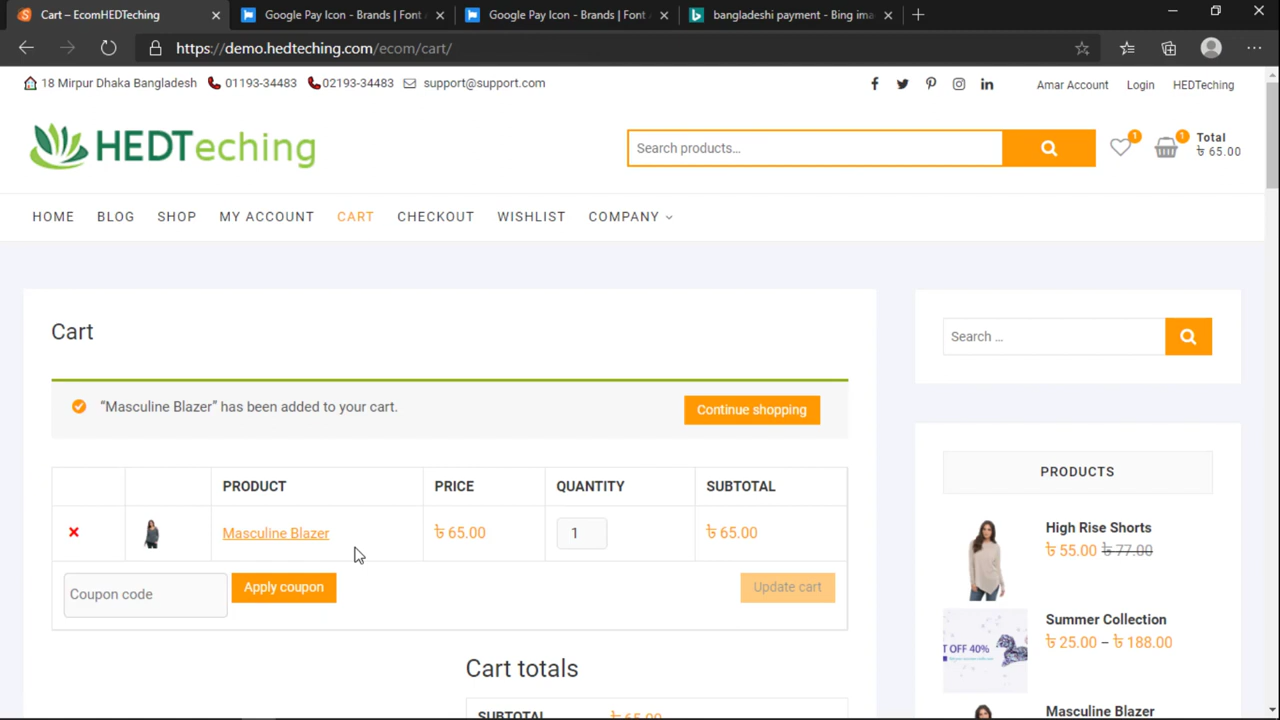 Cart – EcomHEDTeching
Google Pay Icon - Brands | Font A
Google Pay Icon - Brands | Font A
bangladeshi payment - Bing ima
https://demo.hedteching.com/ecom/cart/
18 Mirpur Dhaka Bangladesh 01193-34483 02193-34483 support@support.com
Amar Account Login HEDTeching
HEDTeching
Search products…
1
1
Total
৳ 65.00
HOME BLOG SHOP MY ACCOUNT CART CHECKOUT WISHLIST COMPANY
Cart
Search …
“Masculine Blazer” has been added to your cart.
Continue shopping
PRODUCT PRICE QUANTITY SUBTOTAL
Masculine Blazer ৳ 65.00 1 ৳ 65.00
Coupon code Apply coupon Update cart
Cart totals
SUBTOTAL ৳ 65.00
PRODUCTS
High Rise Shorts
৳ 55.00 ৳ 77.00
T OFF 40%
Summer Collection
৳ 25.00 – ৳ 188.00
Masculine Blazer